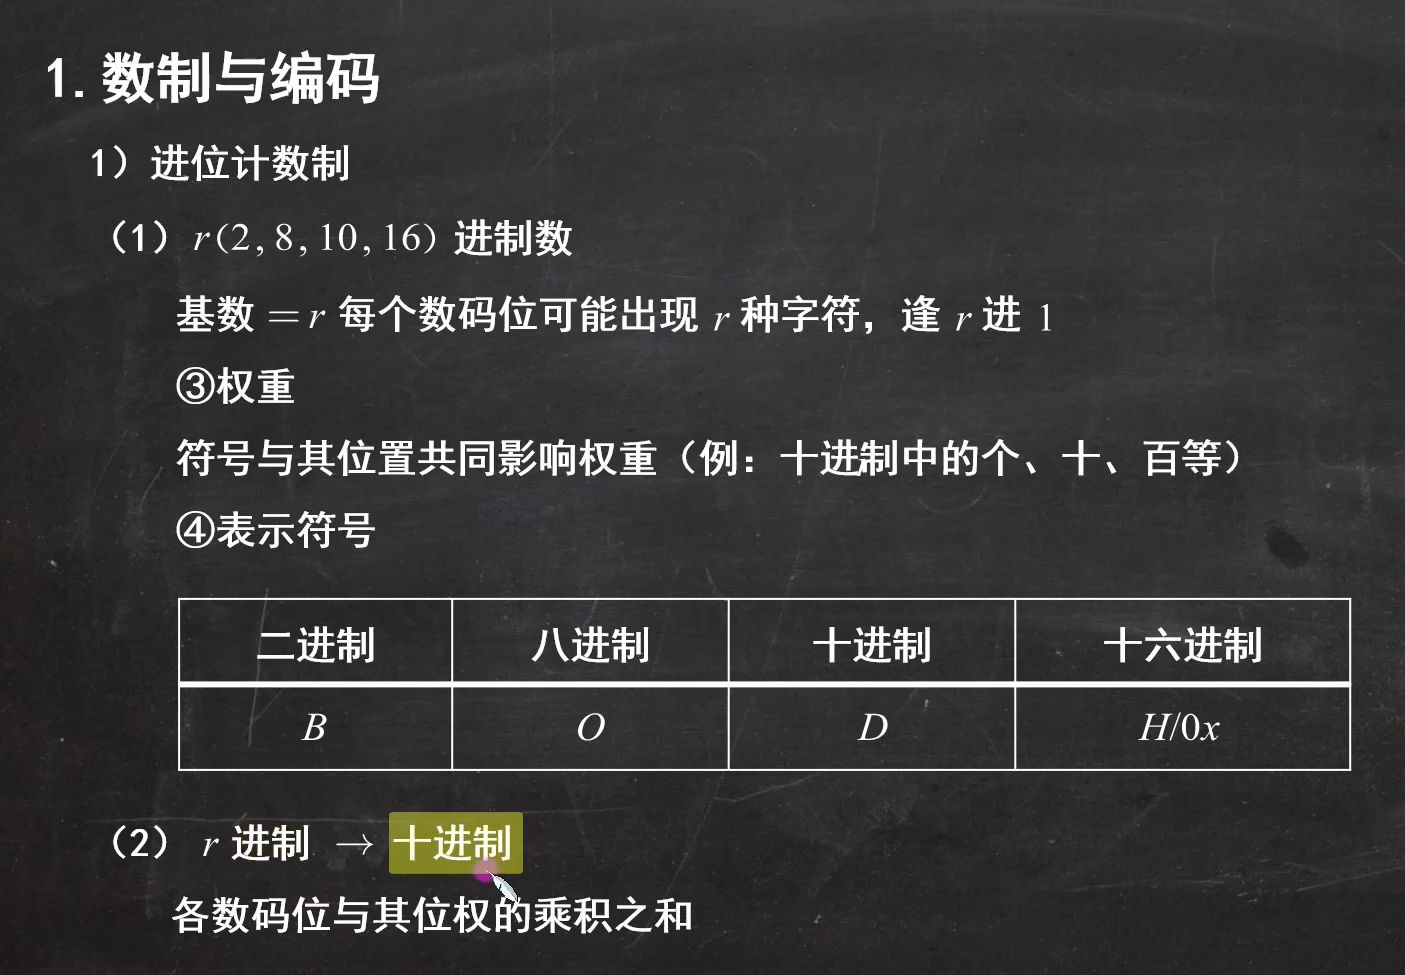 1. 数制与编码
1）进位计数制
（1）r(2, 8, 10, 16) 进制数
基数 = r 每个数码位可能出现 r 种字符，逢 r 进 1
③权重
符号与其位置共同影响权重（例：十进制中的个、十、百等）
④表示符号
二进制 八进制 十进制 十六进制
B O D H/0x
（2） r 进制 → 十进制
各数码位与其位权的乘积之和